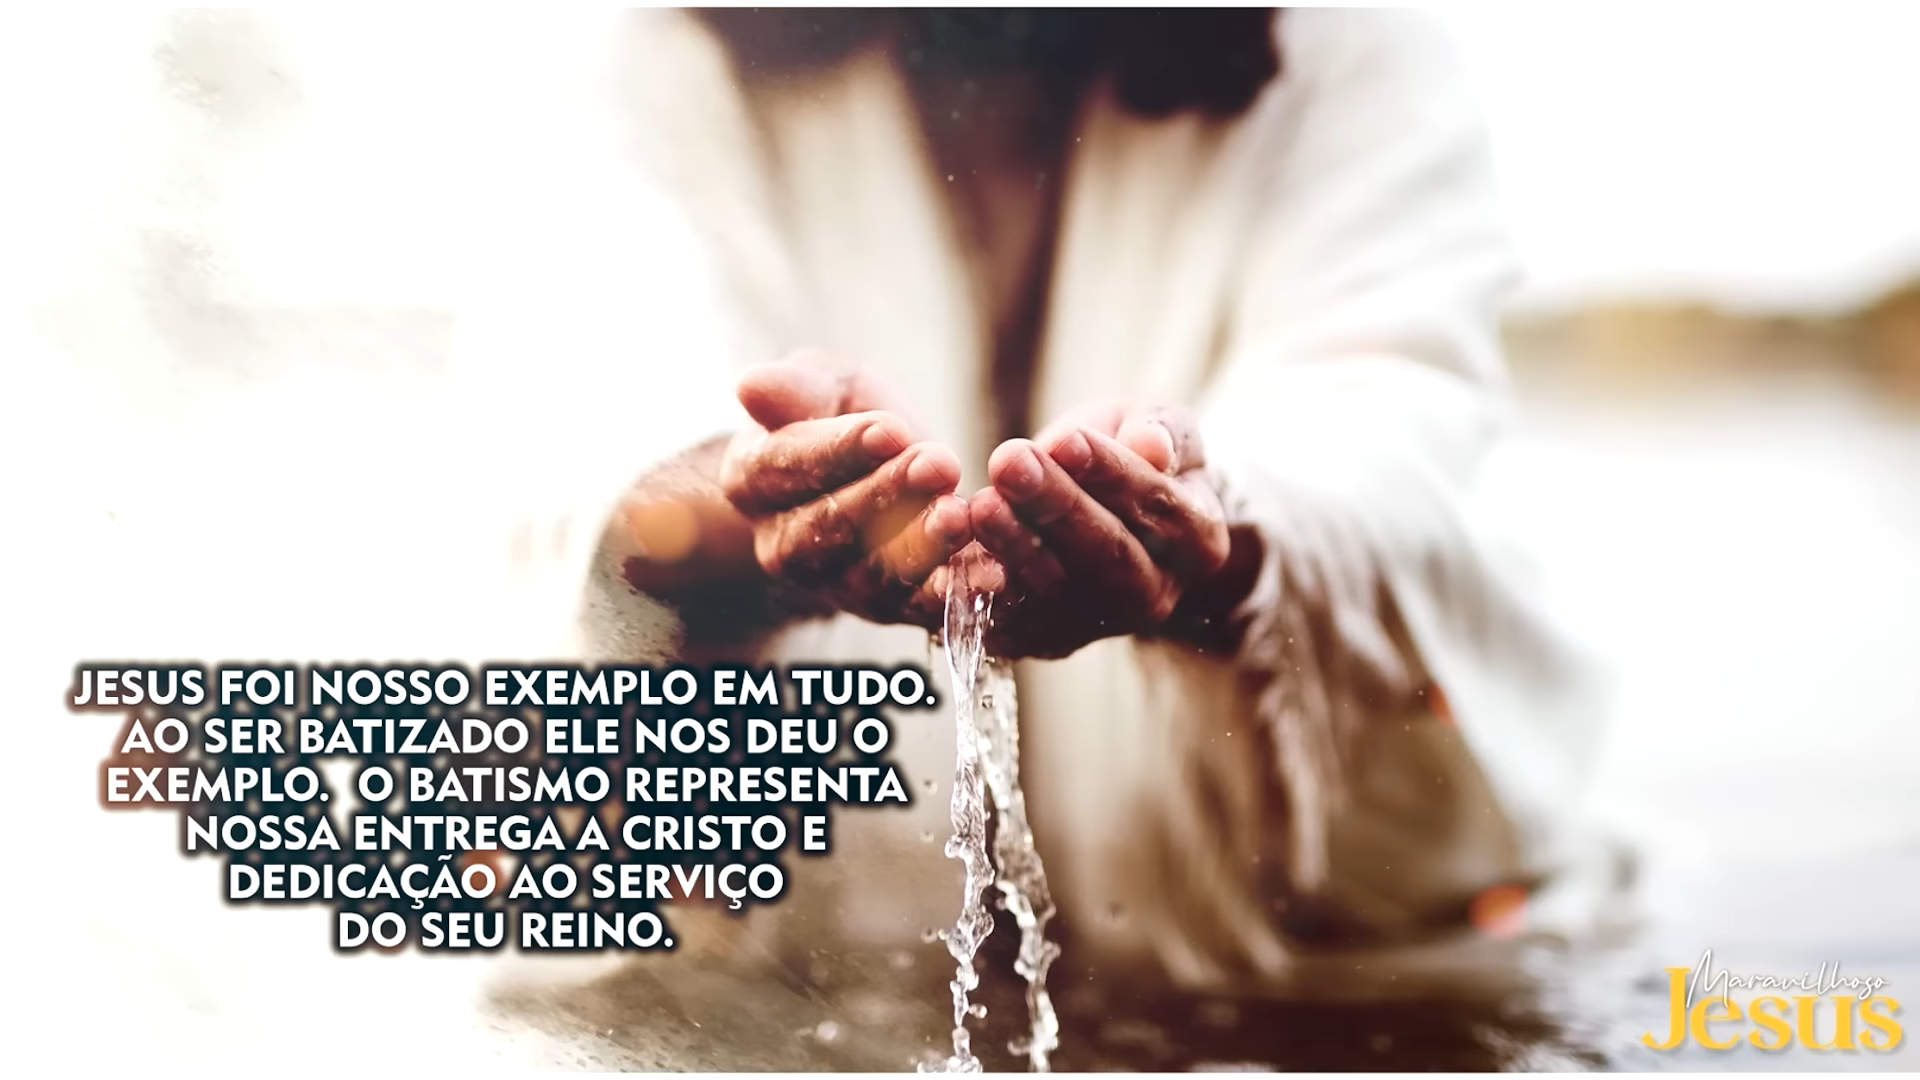 JESUS FOI NOSSO EXEMPLO EM TUDO.
AO SER BATIZADO ELE NOS DEU O
EXEMPLO. O BATISMO REPRESENTA
NOSSA ENTREGA A CRISTO E
DEDICAÇÃO AO SERVIÇO
DO SEU REINO.
Maravilhoso
Jesus